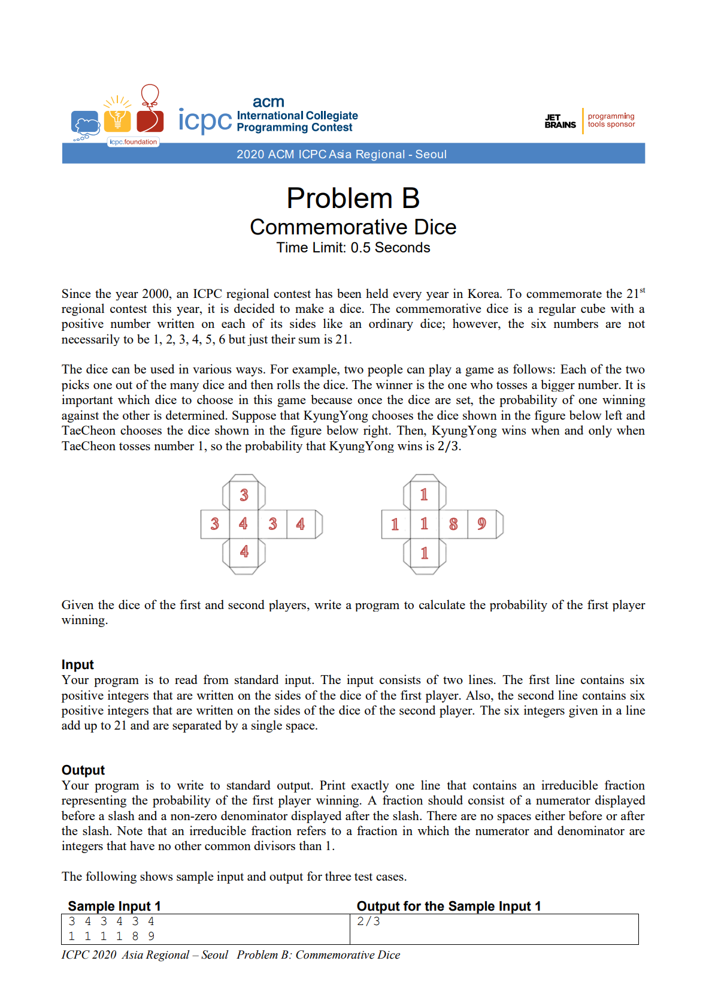 acm
icpc International Collegiate
Programming Contest
icpc.foundation
JET
BRAINS
programming
tools sponsor
2020 ACM ICPC Asia Regional - Seoul
Problem B
Commemorative Dice
Time Limit: 0.5 Seconds
Since the year 2000, an ICPC regional contest has been held every year in Korea. To commemorate the 21st
regional contest this year, it is decided to make a dice. The commemorative dice is a regular cube with a
positive number written on each of its sides like an ordinary dice; however, the six numbers are not
necessarily to be 1, 2, 3, 4, 5, 6 but just their sum is 21.
The dice can be used in various ways. For example, two people can play a game as follows: Each of the two
picks one out of the many dice and then rolls the dice. The winner is the one who tosses a bigger number. It is
important which dice to choose in this game because once the dice are set, the probability of one winning
against the other is determined. Suppose that KyungYong chooses the dice shown in the figure below left and
TaeCheon chooses the dice shown in the figure below right. Then, KyungYong wins when and only when
TaeCheon tosses number 1, so the probability that KyungYong wins is 2/3.
3
3 4 3 4
4
1
1 1 8 9
1
Given the dice of the first and second players, write a program to calculate the probability of the first player
winning.
Input
Your program is to read from standard input. The input consists of two lines. The first line contains six
positive integers that are written on the sides of the dice of the first player. Also, the second line contains six
positive integers that are written on the sides of the dice of the second player. The six integers given in a line
add up to 21 and are separated by a single space.
Output
Your program is to write to standard output. Print exactly one line that contains an irreducible fraction
representing the probability of the first player winning. A fraction should consist of a numerator displayed
before a slash and a non-zero denominator displayed after the slash. There are no spaces either before or after
the slash. Note that an irreducible fraction refers to a fraction in which the numerator and denominator are
integers that have no other common divisors than 1.
The following shows sample input and output for three test cases.
Sample Input 1
Output for the Sample Input 1
3 4 3 4 3 4
1 1 1 1 8 9
2/3
ICPC 2020 Asia Regional – Seoul Problem B: Commemorative Dice